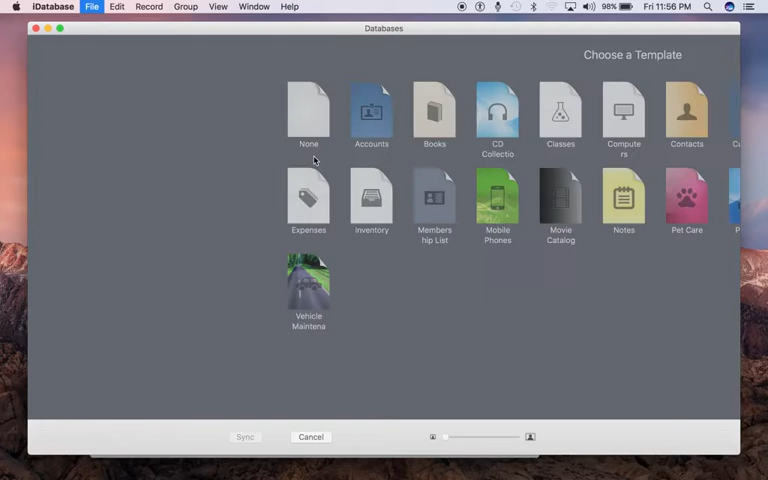 iDatabase File Edit Record Group View Window Help 98% Fri 11:56 PM
Databases
Choose a Template
None Accounts Books CD Collectio Classes Compute rs Contacts
Expenses Inventory Members hip List Mobile Phones Movie Catalog Notes Pet Care
Vehicle Maintena
Sync Cancel